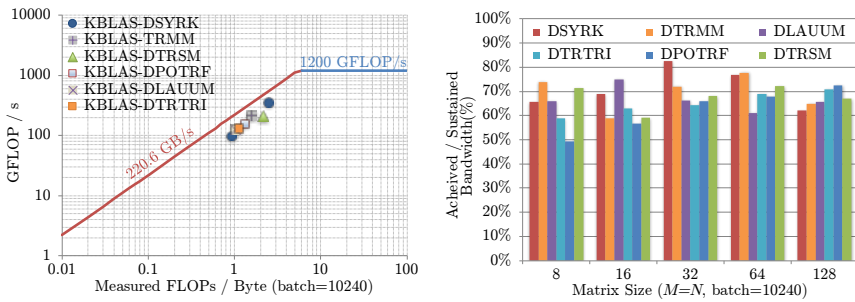 10000
1000
100
10
1
GFLOP / s
KBLAS-DSYRK
KBLAS-TRMM
KBLAS-DTRSM
KBLAS-DPOTRF
KBLAS-DLAUUM
KBLAS-DTRTRI
1200 GFLOP/s
220.6 GB/s
0.01 0.1 1 10 100
Measured FLOPs / Byte (batch=10240)
100%
90%
80%
70%
60%
50%
40%
30%
20%
10%
0%
Acheived / Sustained
Bandwidth(%)
DSYRK DTRMM DLAUUM
DTRTRI DPOTRF DTRSM
8 16 32 64 128
Matrix Size (M=N, batch=10240)